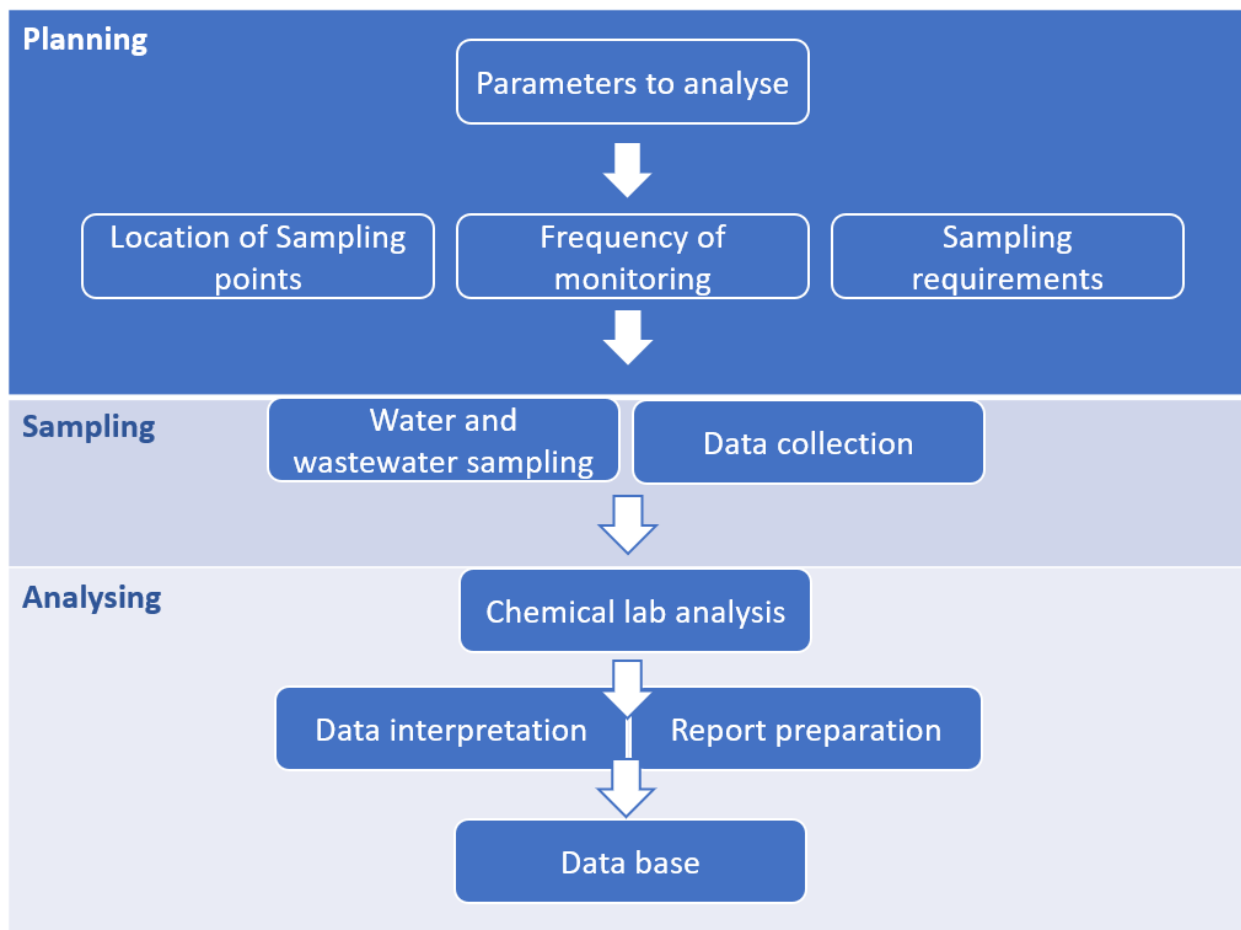 Planning
Parameters to analyse
Location of Sampling
points
Frequency of
monitoring
Sampling
requirements
Sampling
Water and
wastewater sampling
Data collection
Analysing
Chemical lab analysis
Data interpretation
Report preparation
Data base